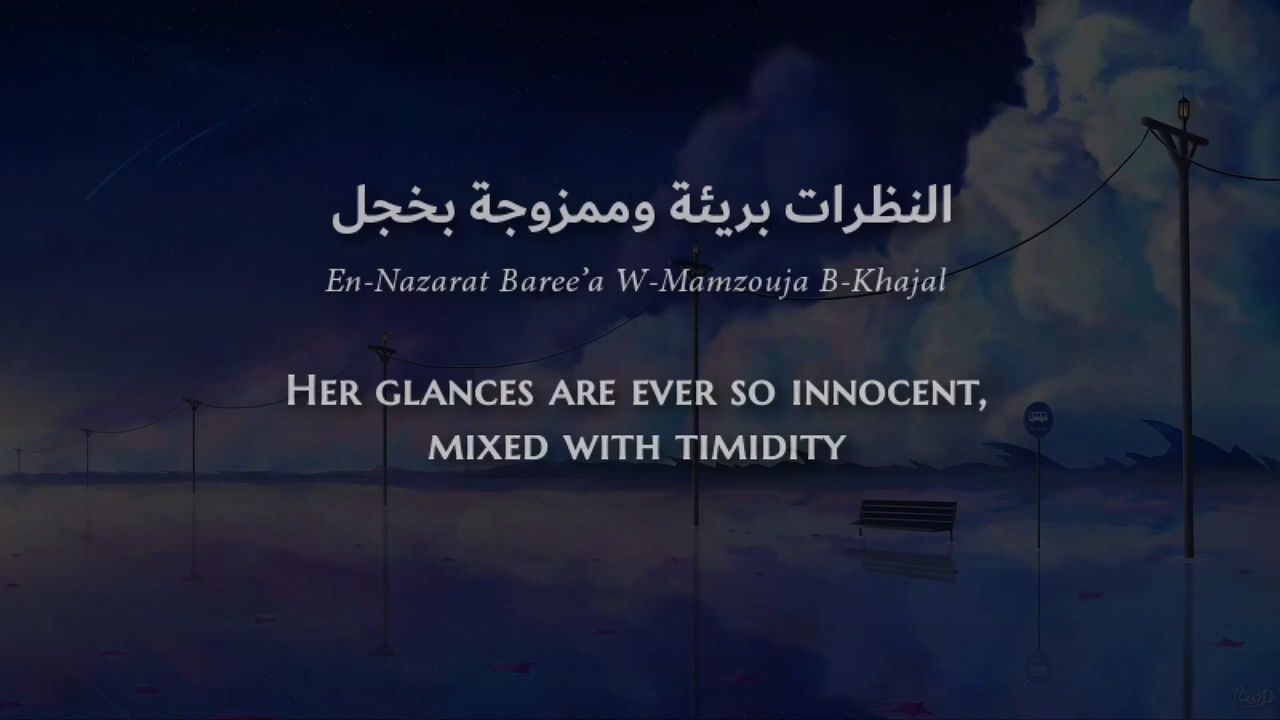 النظرات بريئة وممزوجة بخجل
En-Nazarat Baree’a W-Mamzouja B-Khajal
Her glances are ever so innocent,
mixed with timidity